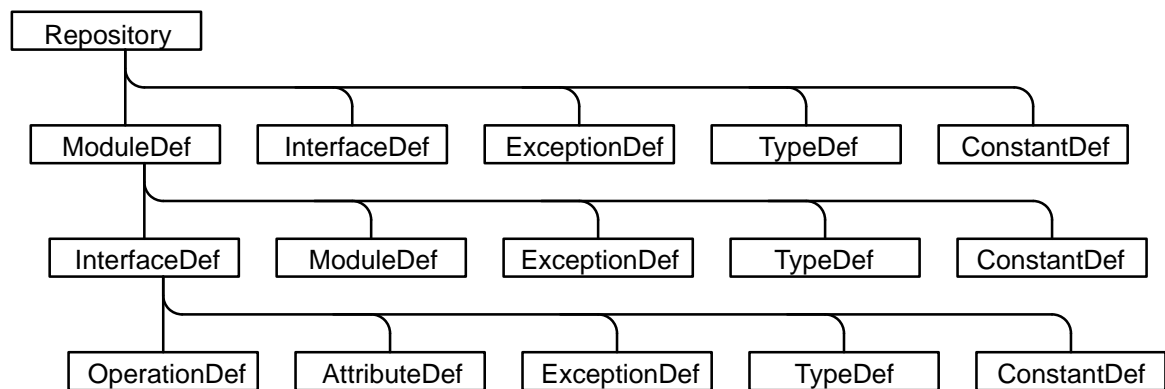 Repository
ModuleDef InterfaceDef ExceptionDef TypeDef ConstantDef
InterfaceDef ModuleDef ExceptionDef TypeDef ConstantDef
OperationDef AttributeDef ExceptionDef TypeDef ConstantDef